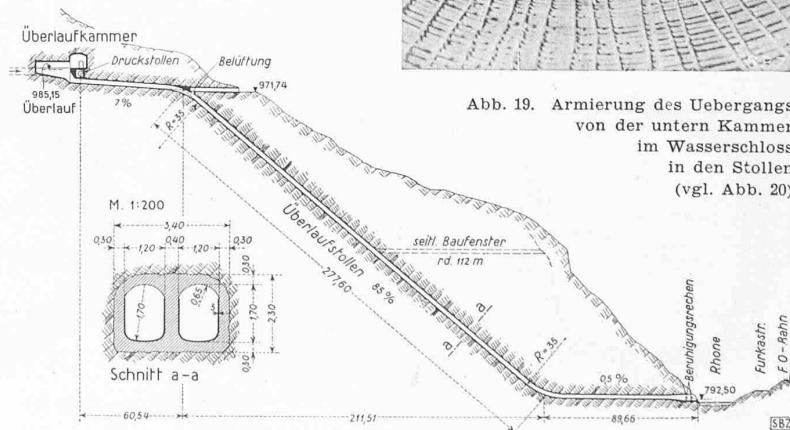 Überlaufkammer
Druckstollen
Belüftung
985,15
Überlauf
7%
971,74
R=35
Abb. 19. Armierung des Uebergangs
von der untern Kammer
im Wasserschloss
in den Stollen
(vgl. Abb. 20)
M. 1:200
3,40
0,30
1,20
0,40
1,20
0,30
0,30
1,70
0,65
1,70
2,30
0,30
Schnitt a-a
Überlaufstollen
85%
277,60
seitl. Baufenster
rd. 112 m
a
a
R=35
0,5%
Beruhigungsrechen
Rhone
Furkastr.
F O-Bahn
792,50
60,54
211,51
89,66
SBZ